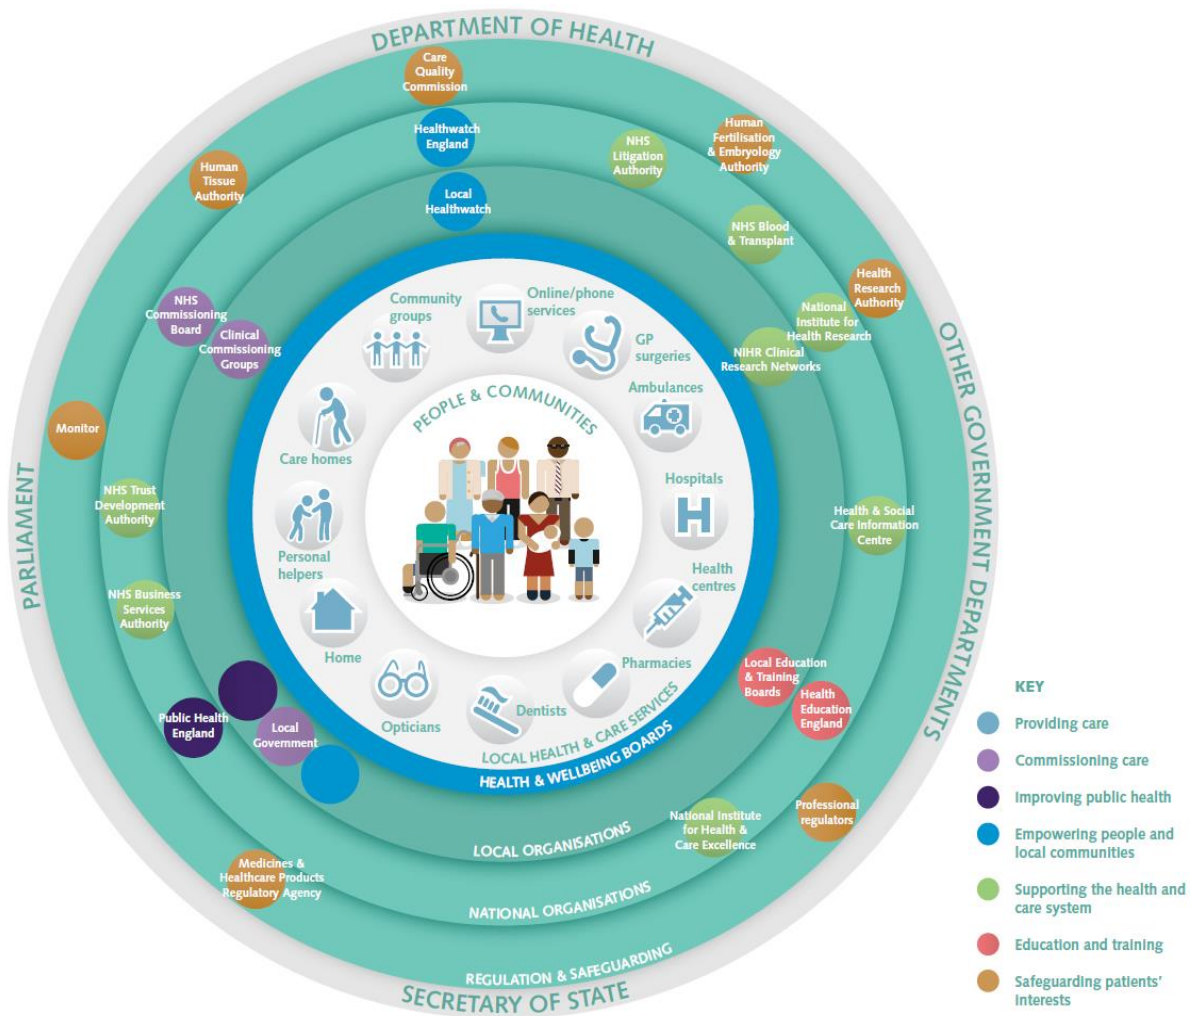 DEPARTMENT OF HEALTH
Care
Quality
Commission
Healthwatch
England
Local
Healthwatch
NHS
Litigation
Authority
Human
Fertilisation
& Embryology
Authority
Human
Tissue
Authority
NHS Blood
& Transplant
Health
Research
Authority
National
Institute for
Health Research
NIHR Clinical
Research Networks
NHS
Commissioning
Board
Clinical
Commissioning
Groups
Monitor
NHS Trust
Development
Authority
NHS Business
Services
Authority
PARLIAMENT
OTHER GOVERNMENT DEPARTMENTS
Community
groups
Online/phone
services
GP
surgeries
Ambulances
PEOPLE & COMMUNITIES
Care homes
Hospitals
H
Personal
helpers
Health
centres
Home
Pharmacies
Opticians
Dentists
LOCAL HEALTH & CARE SERVICES
HEALTH & WELLBEING BOARDS
Health & Social
Care Information
Centre
Local Education
& Training
Boards
Health
Education
England
Public Health
England
Local
Government
Professional
regulators
National Institute
for Health &
Care Excellence
Medicines &
Healthcare Products
Regulatory Agency
LOCAL ORGANISATIONS
NATIONAL ORGANISATIONS
REGULATION & SAFEGUARDING
SECRETARY OF STATE
KEY
Providing care
Commissioning care
Improving public health
Empowering people and
local communities
Supporting the health and
care system
Education and training
Safeguarding patients'
interests